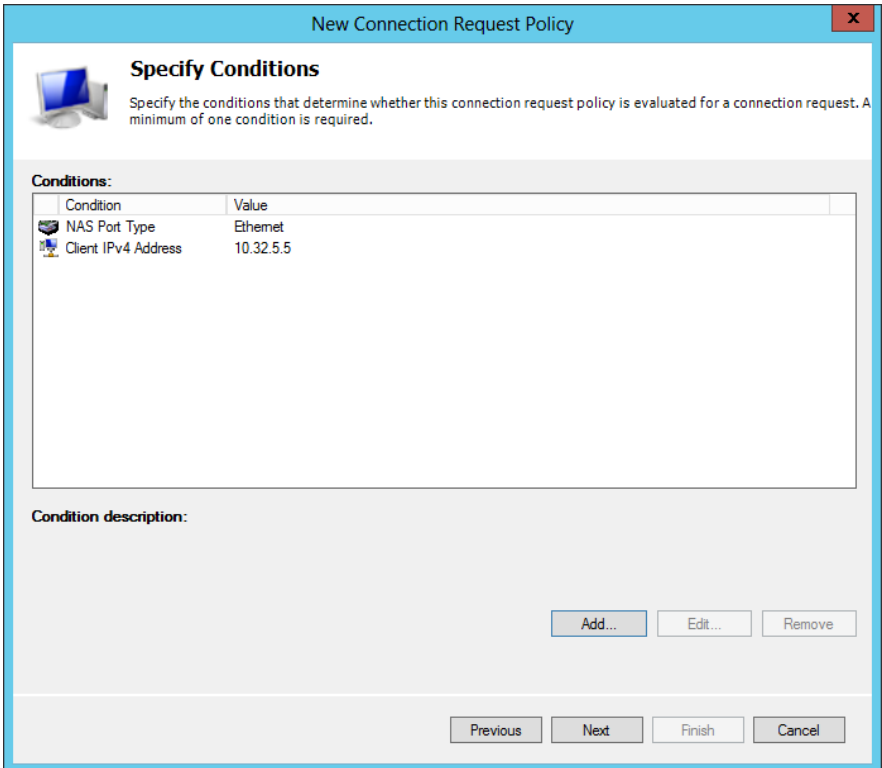 New Connection Request Policy
x
Specify Conditions
Specify the conditions that determine whether this connection request policy is evaluated for a connection request. A
minimum of one condition is required.
Conditions:
Condition Value
NAS Port Type Ethernet
Client IPv4 Address 10.32.5.5
Condition description:
Add... Edit... Remove
Previous Next Finish Cancel